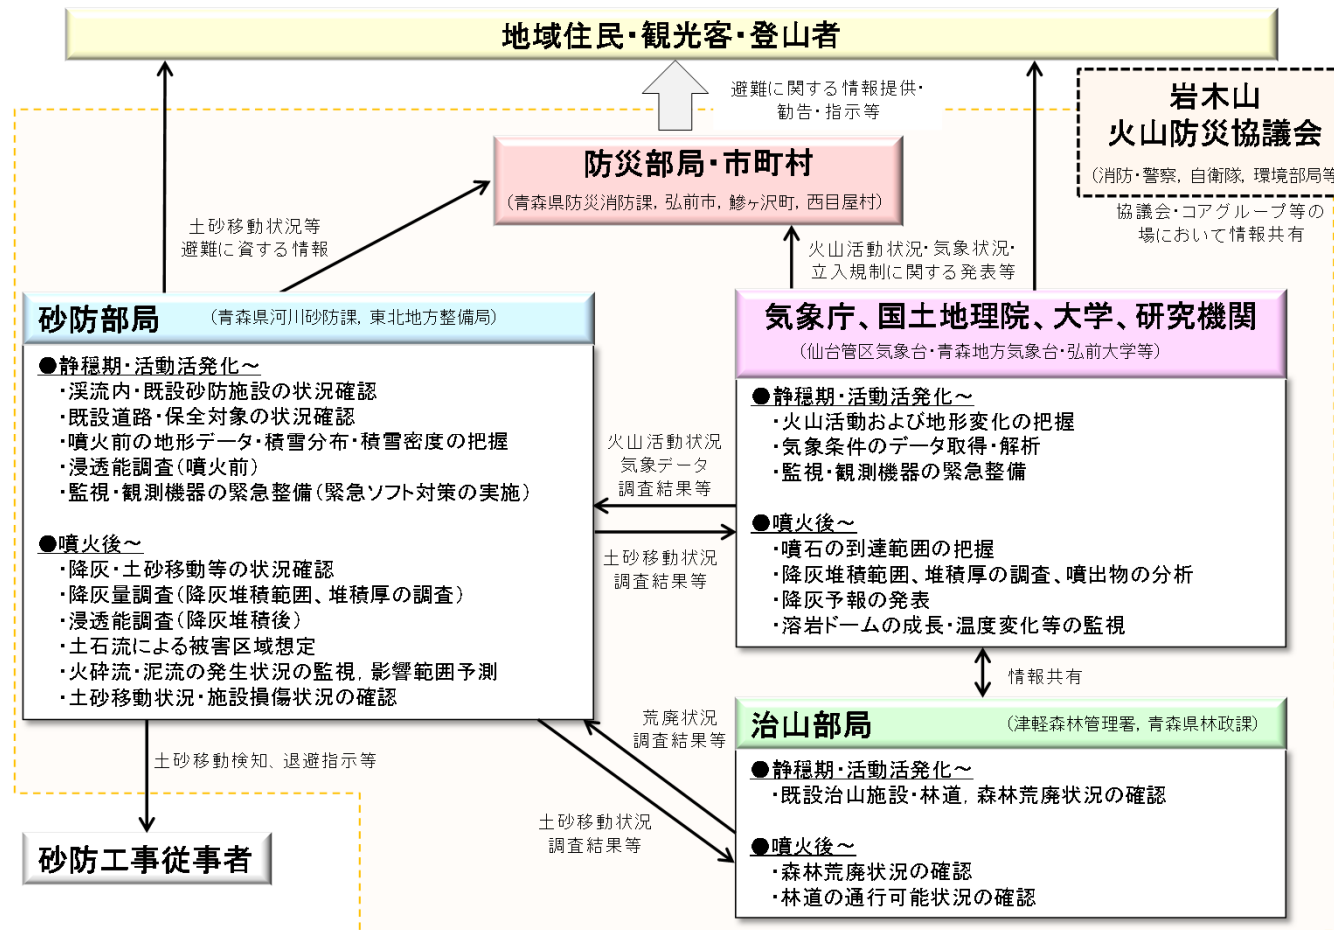 地域住民・観光客・登山者
避難に関する情報提供・
勧告・指示等
岩木山
火山防災協議会
（消防・警察, 自衛隊, 環境部局等
協議会・コアグループ等の
場において情報共有
防災部局・市町村
（青森県防災消防課, 弘前市, 鰺ヶ沢町, 西目屋村）
土砂移動状況等
避難に資する情報
火山活動状況・気象状況・
立入規制に関する発表等
砂防部局 （青森県河川砂防課, 東北地方整備局）
●静穏期・活動活発化～
・渓流内・既設砂防施設の状況確認
・既設道路・保全対象の状況確認
・噴火前の地形データ・積雪分布・積雪密度の把握
・浸透能調査（噴火前）
・監視・観測機器の緊急整備（緊急ソフト対策の実施）
●噴火後～
・降灰・土砂移動等の状況確認
・降灰量調査（降灰堆積範囲、堆積厚の調査）
・浸透能調査（降灰堆積後）
・土石流による被害区域想定
・火砕流・泥流の発生状況の監視, 影響範囲予測
・土砂移動状況・施設損傷状況の確認
火山活動状況
気象データ
調査結果等
土砂移動状況
調査結果等
気象庁、国土地理院、大学、研究機関
（仙台管区気象台・青森地方気象台・弘前大学等）
●静穏期・活動活発化～
・火山活動および地形変化の把握
・気象条件のデータ取得・解析
・監視・観測機器の緊急整備
●噴火後～
・噴石の到達範囲の把握
・降灰堆積範囲、堆積厚の調査、噴出物の分析
・降灰予報の発表
・溶岩ドームの成長・温度変化等の監視
情報共有
荒廃状況
調査結果等
土砂移動状況
調査結果等
治山部局 （津軽森林管理署, 青森県林政課）
●静穏期・活動活発化～
・既設治山施設・林道, 森林荒廃状況の確認
●噴火後～
・森林荒廃状況の確認
・林道の通行可能状況の確認
土砂移動検知、退避指示等
砂防工事従事者